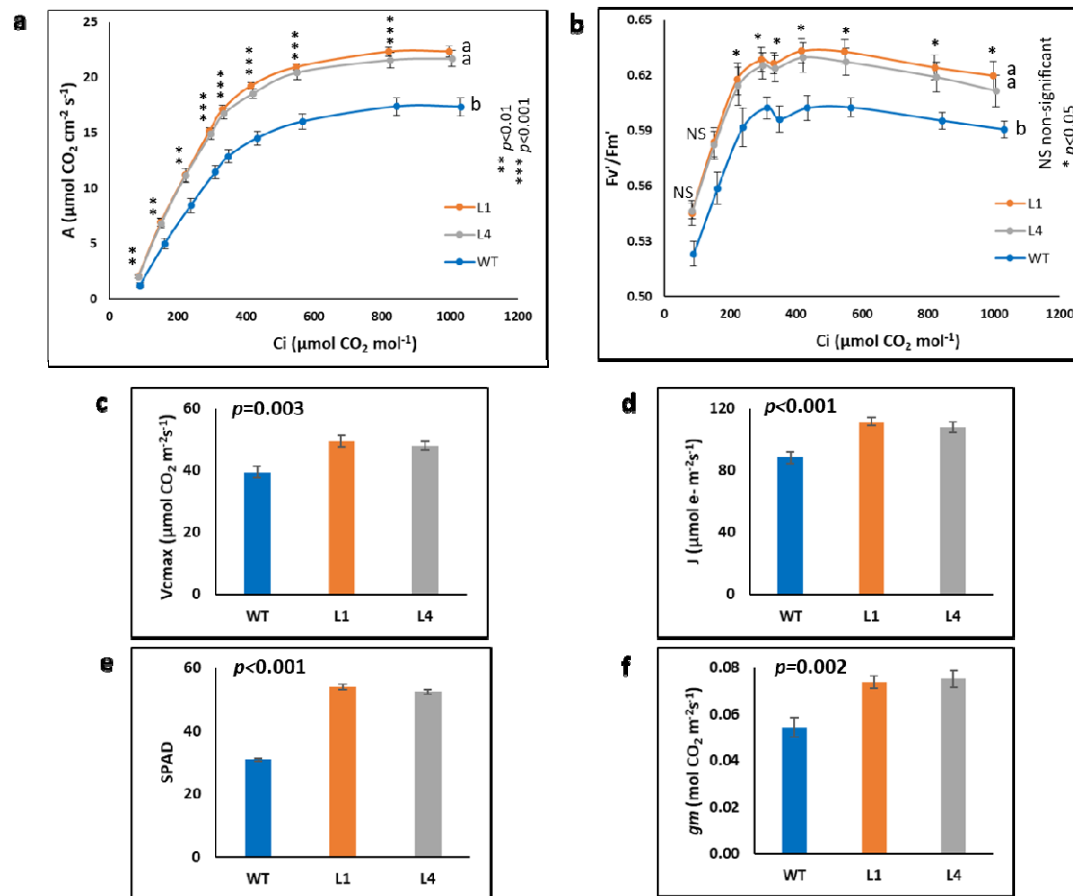 a
25
20
15
10
5
0
A (µmol CO₂ cm⁻² s⁻¹)
**
**
**
***
***
***
***
***
a
a
b
** p<0.01
*** p<0.001
L1
L4
WT
0 200 400 600 800 1000 1200
Ci (µmol CO₂ mol⁻¹)
b
0.65
0.62
0.59
0.56
0.53
0.50
Fv'/Fm'
NS
NS
* * * * * * *
a
a
b
NS non-significant
* p<0.05
L1
L4
WT
0 200 400 600 800 1000 1200
Ci (µmol CO₂ mol⁻¹)
c
p=0.003
60
40
20
0
Vcmax (µmol CO₂ m⁻²s⁻¹)
WT L1 L4
d
p<0.001
120
80
40
0
J (µmol e- m⁻²s⁻¹)
WT L1 L4
e
p<0.001
60
40
20
0
SPAD
WT L1 L4
f
p=0.002
0.08
0.06
0.04
0.02
0.00
gm (mol CO₂ m⁻²s⁻¹)
WT L1 L4